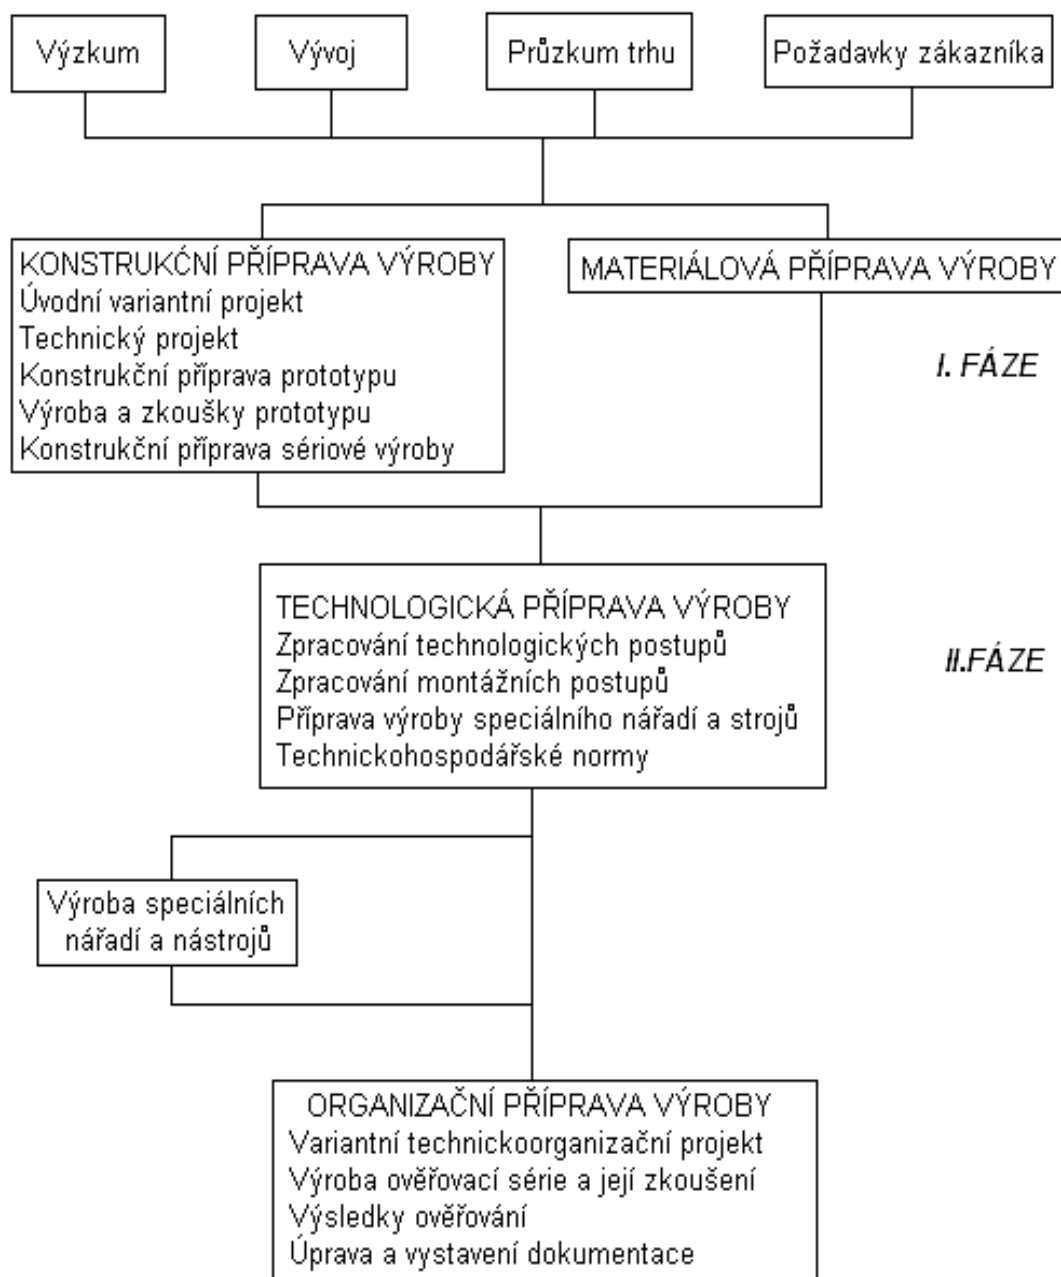 Výzkum
Vývoj
Průzkum trhu
Požadavky zákazníka
KONSTRUKĆNÍ PŘÍPRAVA VÝROBY
Úvodní variantní projekt
Technický projekt
Konstrukční příprava prototypu
Výroba a zkoušky prototypu
Konstrukční příprava sériové výroby
MATERIÁLOVÁ PŘÍPRAVA VÝROBY
I. FÁZE
TECHNOLOGICKÁ PŘÍPRAVA VÝROBY
Zpracování technologických postupů
Zpracování montážních postupů
Příprava výroby speciálního nářadí a strojů
Technickohospodářské normy
II.FÁZE
Výroba speciálních
nářadí a nástrojů
ORGANIZAČNÍ PŘÍPRAVA VÝROBY
Variantní technickoorganizační projekt
Výroba ověřovací série a její zkoušení
Výsledky ověřování
Úprava a vystavení dokumentace